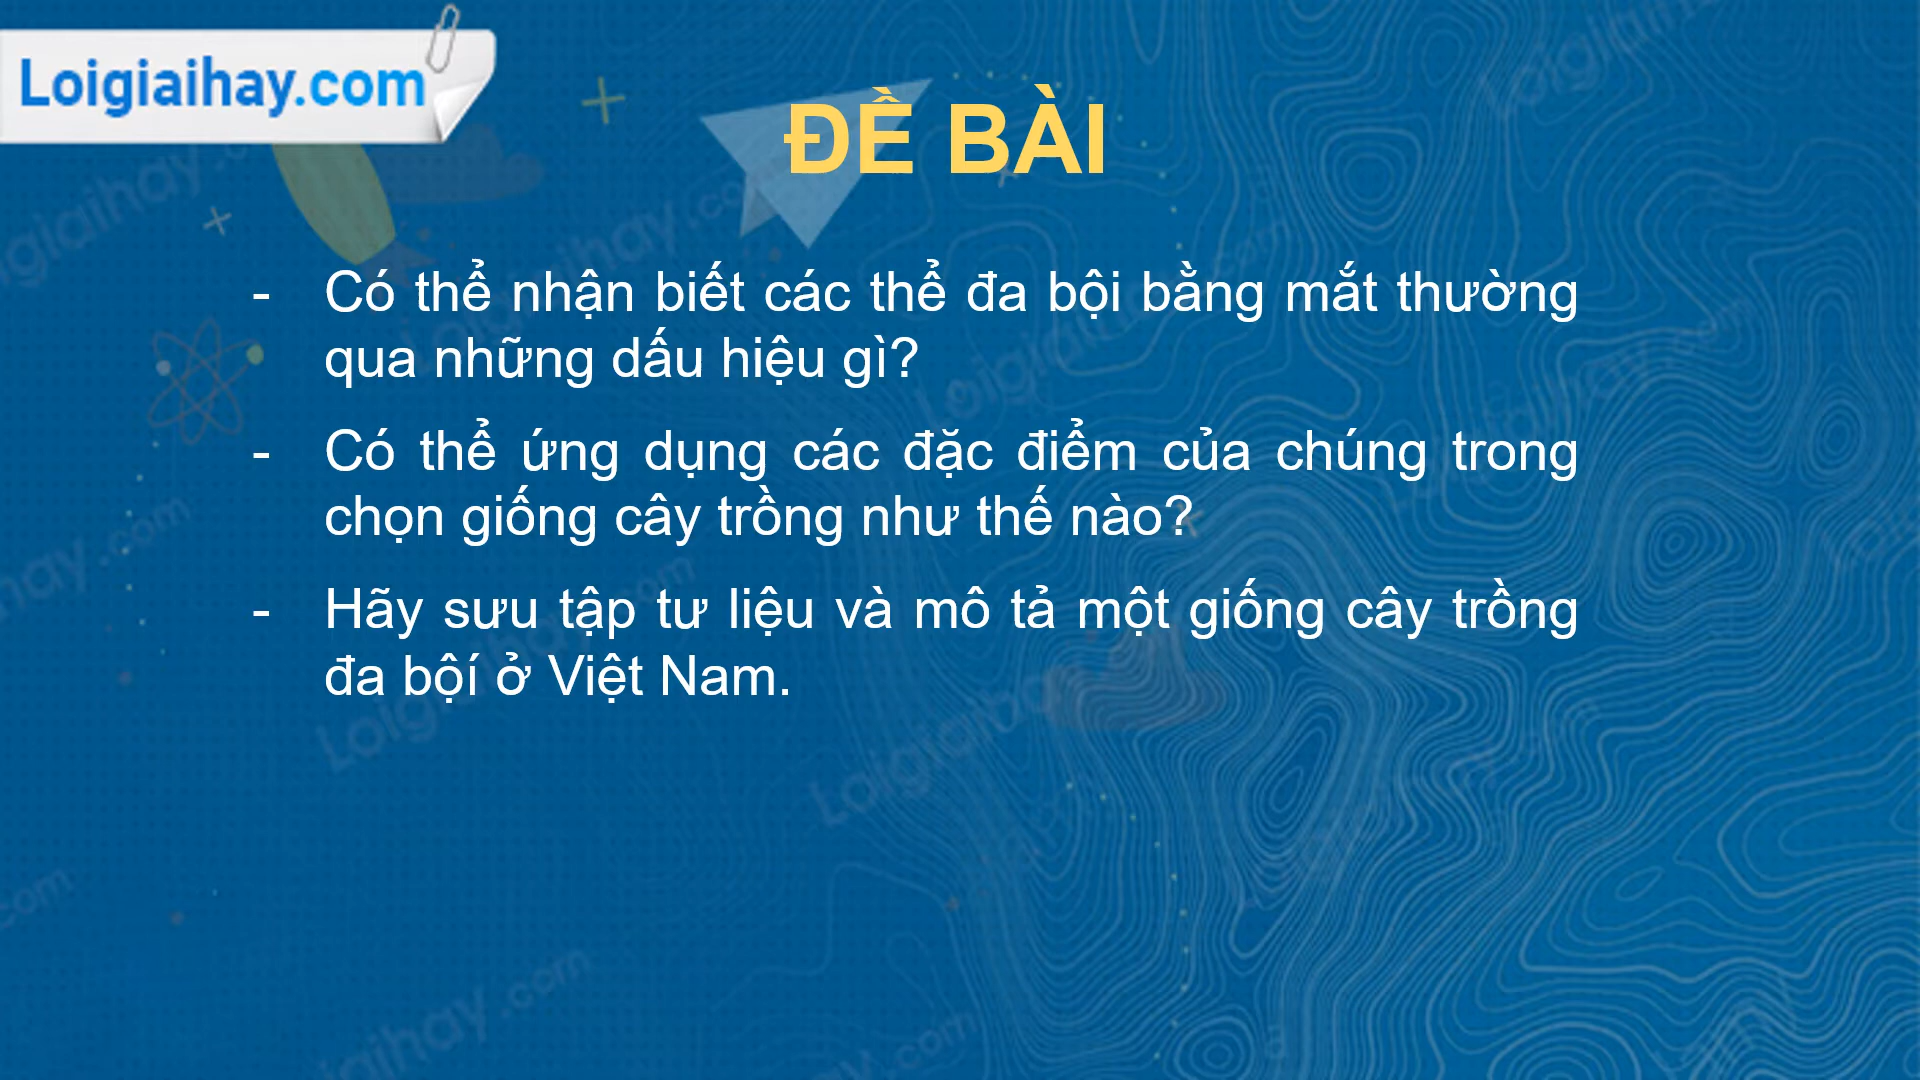 Loigiaihay.com
ĐỀ BÀI
- Có thể nhận biết các thể đa bội bằng mắt thường
qua những dấu hiệu gì?
- Có thể ứng dụng các đặc điểm của chúng trong
chọn giống cây trồng như thế nào?
- Hãy sưu tập tư liệu và mô tả một giống cây trồng
đa bộí ở Việt Nam.